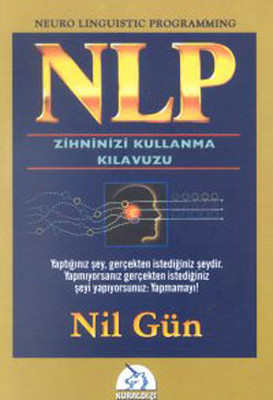 NEURO LINGUISTIC PROGRAMMING
NLP
ZİHNİNİZİ KULLANMA
KILAVUZU
Yaptığınız şey, gerçekten istediğiniz şeydir.
Yapmıyorsanız gerçekten istediğiniz
şeyi yapıyorsunuz: Yapmamayı!
Nil Gün
KURALDIŞI